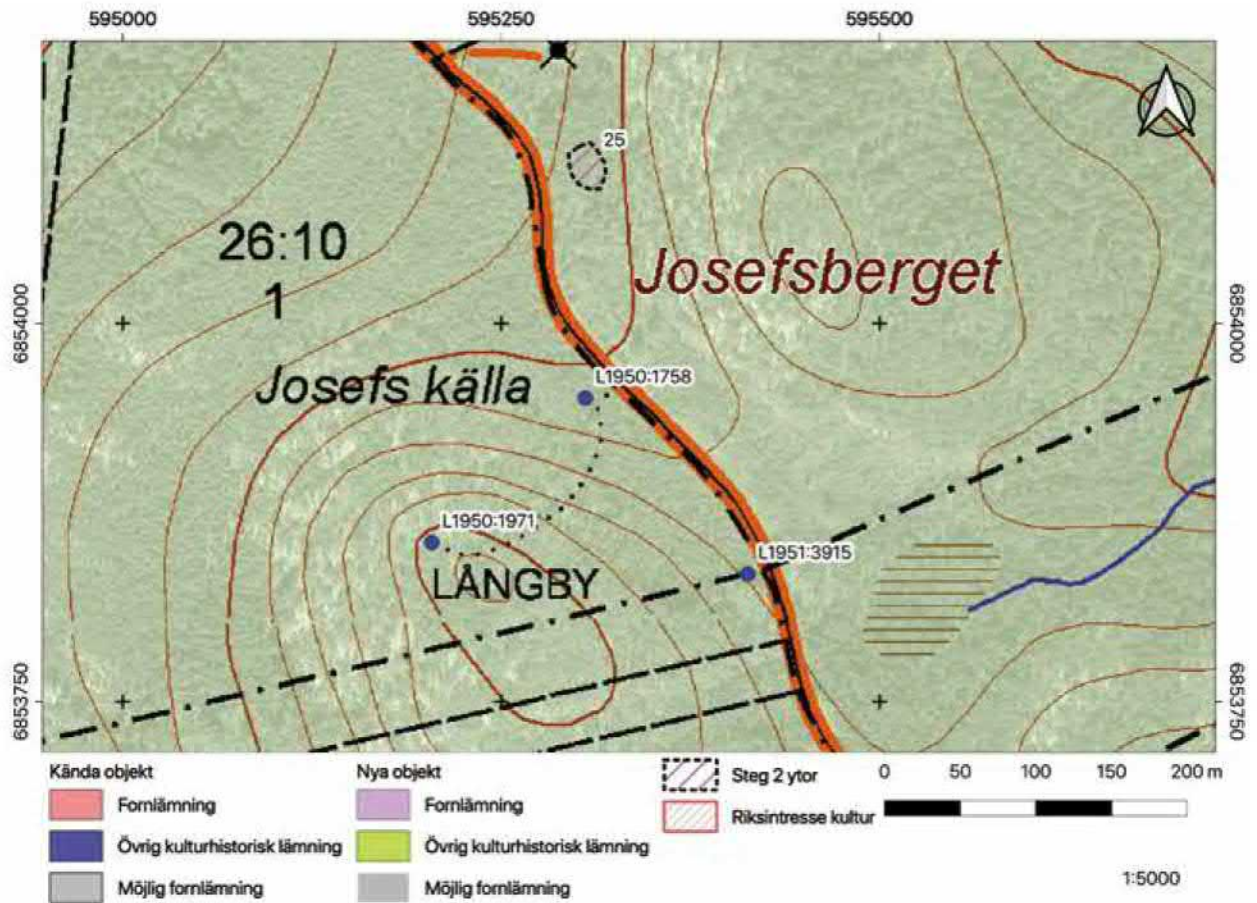 595000 595250 595500
25
26:10
1
Josefsberget
6854000 6854000
Josefs källa
L1950:1758
L1950:1971
LÅNGBY
L1951:3915
6853750 6853750
Kända objekt
Fornlämning
Övrig kulturhistorisk lämning
Möjlig fornlämning
Nya objekt
Fornlämning
Övrig kulturhistorisk lämning
Möjlig fornlämning
Steg 2 ytor
Riksintresse kultur
0 50 100 150 200 m
1:5000